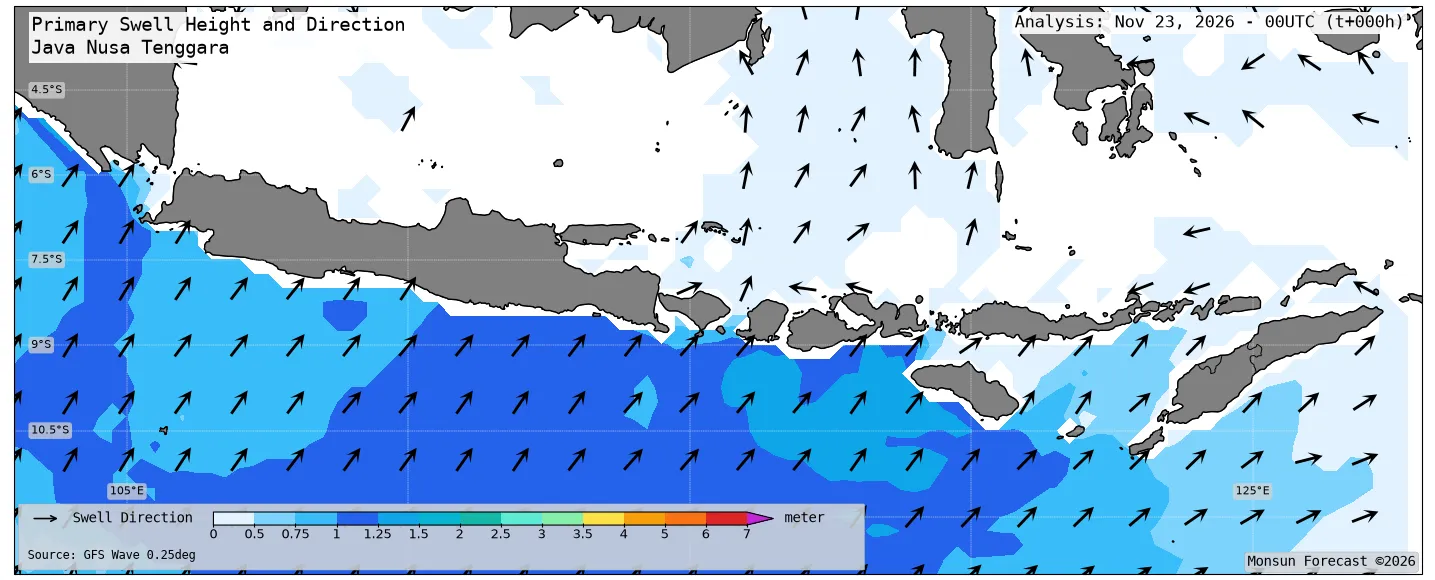 Primary Swell Height and Direction
Java Nusa Tenggara
Analysis: Nov 23, 2026 - 00UTC (t+000h)
4.5°S
6°S
7.5°S
9°S
10.5°S
105°E
125°E
Swell Direction
meter
0 0.5 0.75 1 1.25 1.5 2 2.5 3 3.5 4 5 6 7
Source: GFS Wave 0.25deg
Monsun Forecast ©2026